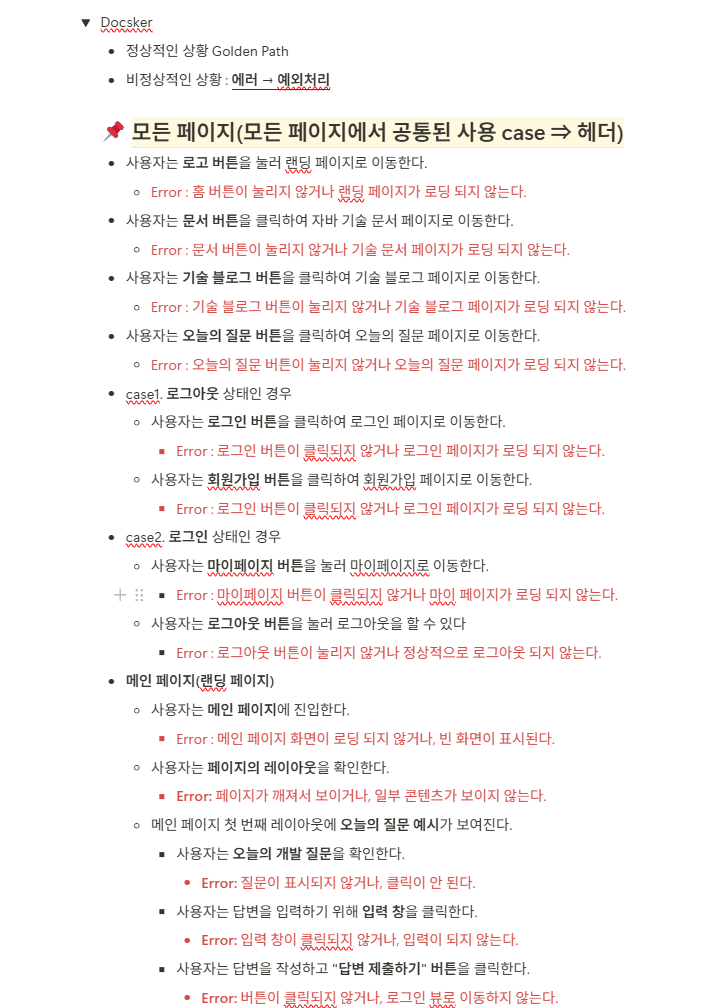 Docsker
정상적인 상황 Golden Path
비정상적인 상황 : 에러 → 예외처리
📌 모든 페이지(모든 페이지에서 공통된 사용 case ⇒ 헤더)
사용자는 로고 버튼을 눌러 랜딩 페이지로 이동한다.
Error : 홈 버튼이 눌리지 않거나 랜딩 페이지가 로딩 되지 않는다.
사용자는 문서 버튼을 클릭하여 자바 기술 문서 페이지로 이동한다.
Error : 문서 버튼이 눌리지 않거나 기술 문서 페이지가 로딩 되지 않는다.
사용자는 기술 블로그 버튼을 클릭하여 기술 블로그 페이지로 이동한다.
Error : 기술 블로그 버튼이 눌리지 않거나 기술 블로그 페이지가 로딩 되지 않는다.
사용자는 오늘의 질문 버튼을 클릭하여 오늘의 질문 페이지로 이동한다.
Error : 오늘의 질문 버튼이 눌리지 않거나 오늘의 질문 페이지가 로딩 되지 않는다.
case1. 로그아웃 상태인 경우
사용자는 로그인 버튼을 클릭하여 로그인 페이지로 이동한다.
Error : 로그인 버튼이 클릭되지 않거나 로그인 페이지가 로딩 되지 않는다.
사용자는 회원가입 버튼을 클릭하여 회원가입 페이지로 이동한다.
Error : 로그인 버튼이 클릭되지 않거나 로그인 페이지가 로딩 되지 않는다.
case2. 로그인 상태인 경우
사용자는 마이페이지 버튼을 눌러 마이페이지로 이동한다.
Error : 마이페이지 버튼이 클릭되지 않거나 마이 페이지가 로딩 되지 않는다.
사용자는 로그아웃 버튼을 눌러 로그아웃을 할 수 있다
Error : 로그아웃 버튼이 눌리지 않거나 정상적으로 로그아웃 되지 않는다.
메인 페이지(랜딩 페이지)
사용자는 메인 페이지에 진입한다.
Error : 메인 페이지 화면이 로딩 되지 않거나, 빈 화면이 표시된다.
사용자는 페이지의 레이아웃을 확인한다.
Error: 페이지가 깨져서 보이거나, 일부 콘텐츠가 보이지 않는다.
메인 페이지 첫 번째 레이아웃에 오늘의 질문 예시가 보여진다.
사용자는 오늘의 개발 질문을 확인한다.
Error: 질문이 표시되지 않거나, 클릭이 안 된다.
사용자는 답변을 입력하기 위해 입력 창을 클릭한다.
Error: 입력 창이 클릭되지 않거나, 입력이 되지 않는다.
사용자는 답변을 작성하고 "답변 제출하기" 버튼을 클릭한다.
Error: 버튼이 클릭되지 않거나, 로그인 뷰로 이동하지 않는다.